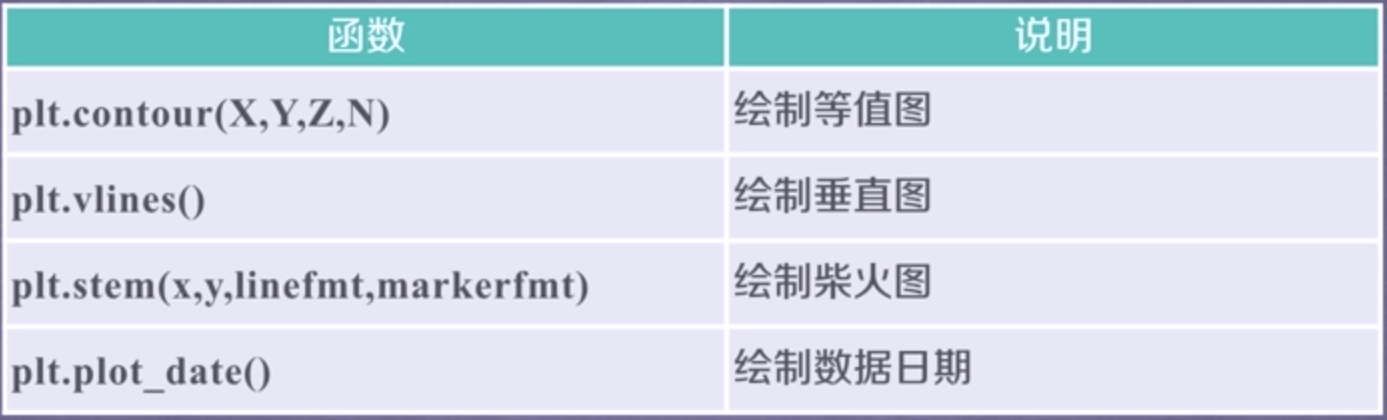 函数 说明
plt.contour(X,Y,Z,N) 绘制等值图
plt.vlines() 绘制垂直图
plt.stem(x,y,linefmt,markerfmt) 绘制柴火图
plt.plot_date() 绘制数据日期